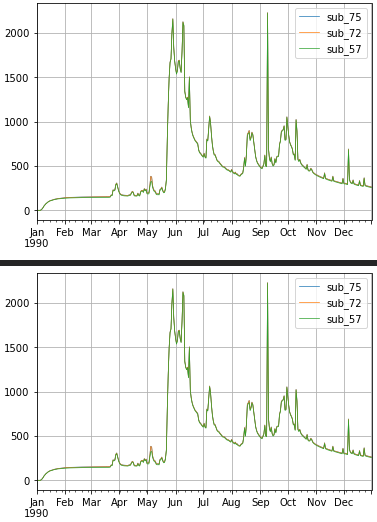 sub_75
sub_72
sub_57
2000
1500
1000
500
0
Jan Feb Mar Apr May Jun Jul Aug Sep Oct Nov Dec
1990
sub_75
sub_72
sub_57
2000
1500
1000
500
0
Jan Feb Mar Apr May Jun Jul Aug Sep Oct Nov Dec
1990